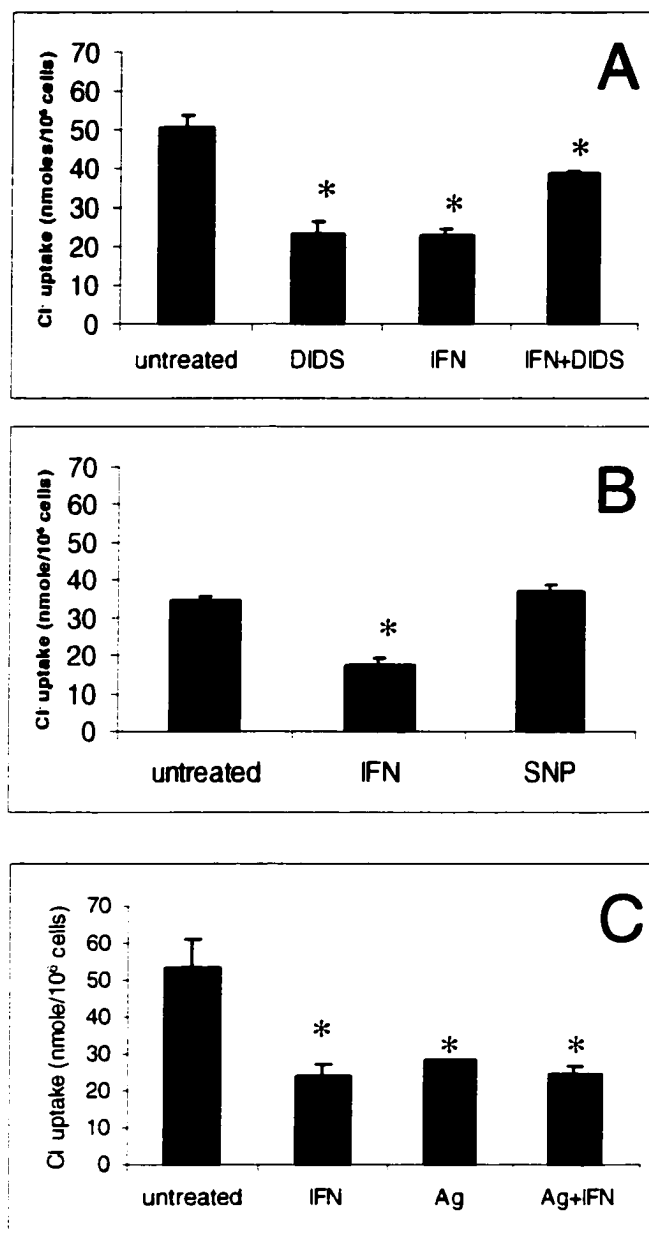 A
70
60
50
40
30
20
10
0
Cl⁻ uptake (nmoles/10⁶ cells)
* * *
untreated DIDS IFN IFN+DIDS
B
70
60
50
40
30
20
10
0
Cl⁻ uptake (nmole/10⁶ cells)
*
untreated IFN SNP
C
70
60
50
40
30
20
10
0
Cl uptake (nmole/10⁶ cells)
* * *
untreated IFN Ag Ag+IFN